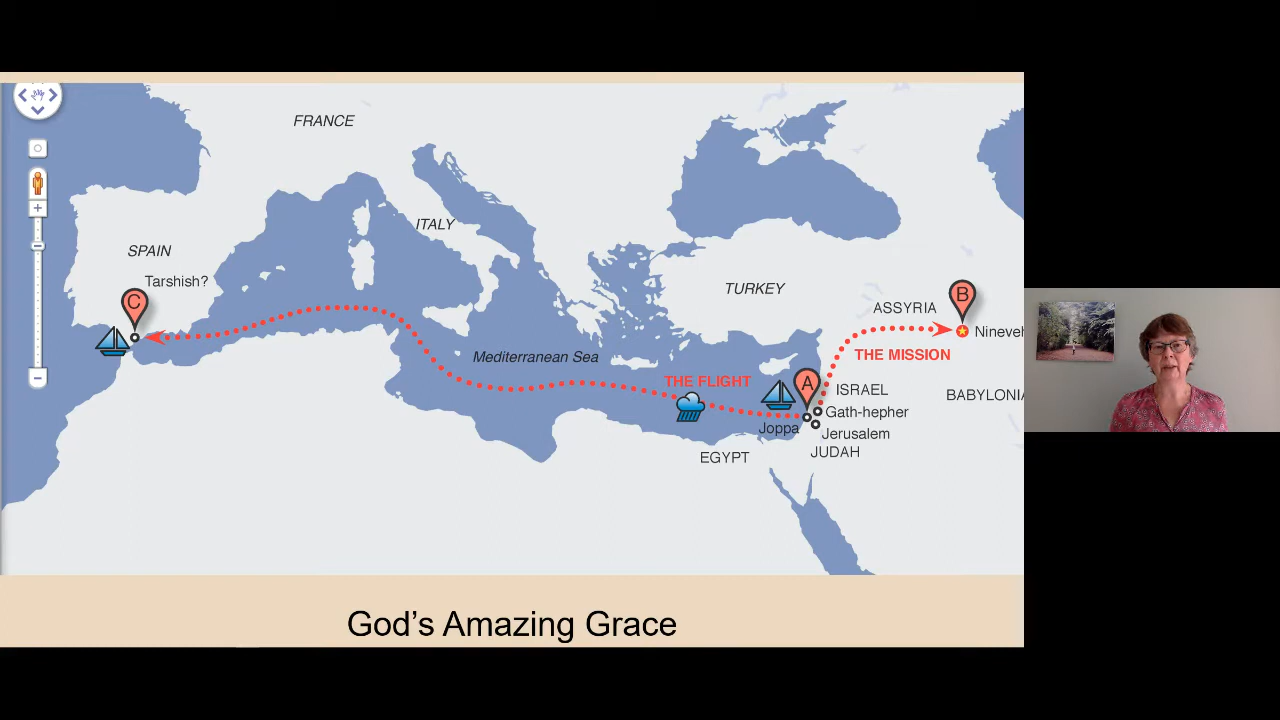 FRANCE
ITALY
SPAIN
Tarshish?
C
TURKEY
B
ASSYRIA
Nineveh
THE MISSION
Mediterranean Sea
THE FLIGHT
A
ISRAEL
BABYLONIA
Gath-hepher
Joppa
Jerusalem
JUDAH
EGYPT
God's Amazing Grace